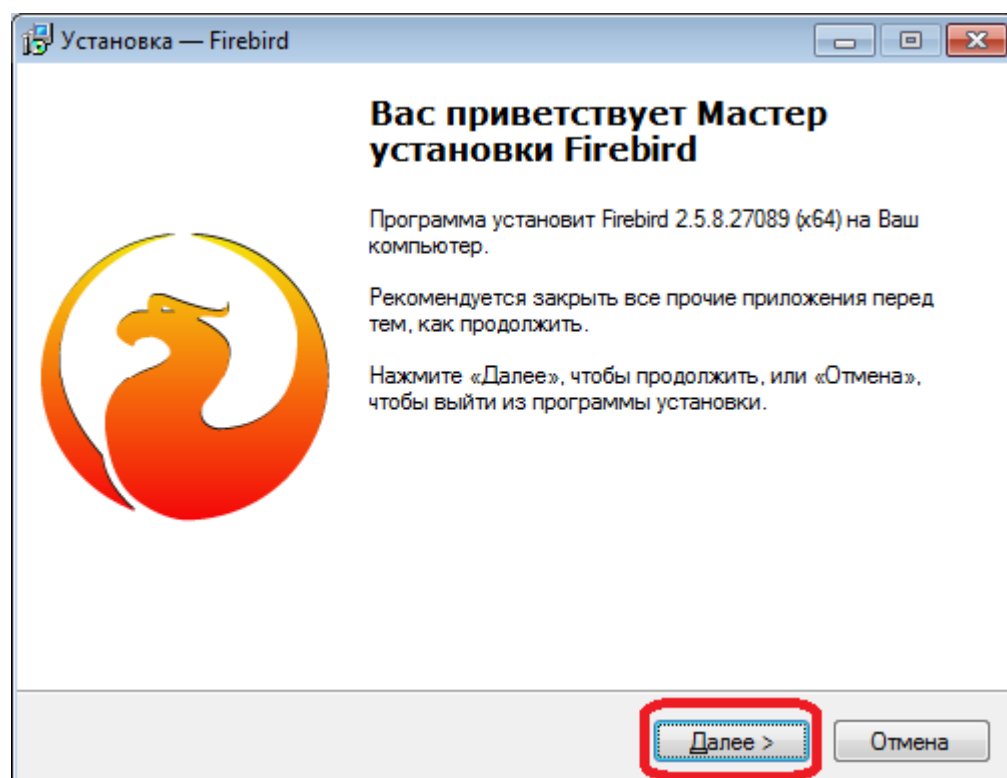 Установка — Firebird
Вас приветствует Мастер
установки Firebird
Программа установит Firebird 2.5.8.27089 (x64) на Ваш
компьютер.
Рекомендуется закрыть все прочие приложения перед
тем, как продолжить.
Нажмите «Далее», чтобы продолжить, или «Отмена»,
чтобы выйти из программы установки.
Далее >
Отмена